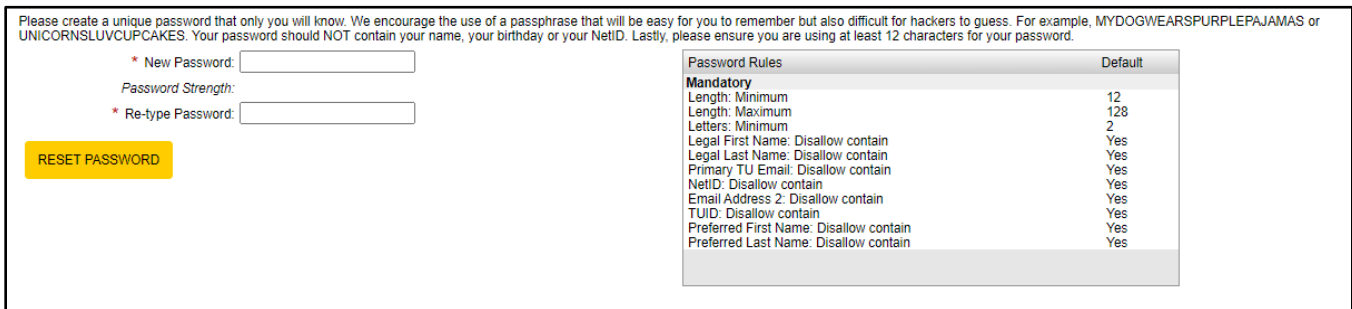 Please create a unique password that only you will know. We encourage the use of a passphrase that will be easy for you to remember but also difficult for hackers to guess. For example, MYDOGWEARSPURPLEPAJAMAS or
UNICORNSLUVCUPCAKES. Your password should NOT contain your name, your birthday or your NetID. Lastly, please ensure you are using at least 12 characters for your password.
* New Password:
Password Strength:
* Re-type Password:
RESET PASSWORD
Password Rules Default
Mandatory
Length: Minimum 12
Length: Maximum 128
Letters: Minimum 2
Legal First Name: Disallow contain Yes
Legal Last Name: Disallow contain Yes
Primary TU Email: Disallow contain Yes
NetID: Disallow contain Yes
Email Address 2: Disallow contain Yes
TUID: Disallow contain Yes
Preferred First Name: Disallow contain Yes
Preferred Last Name: Disallow contain Yes